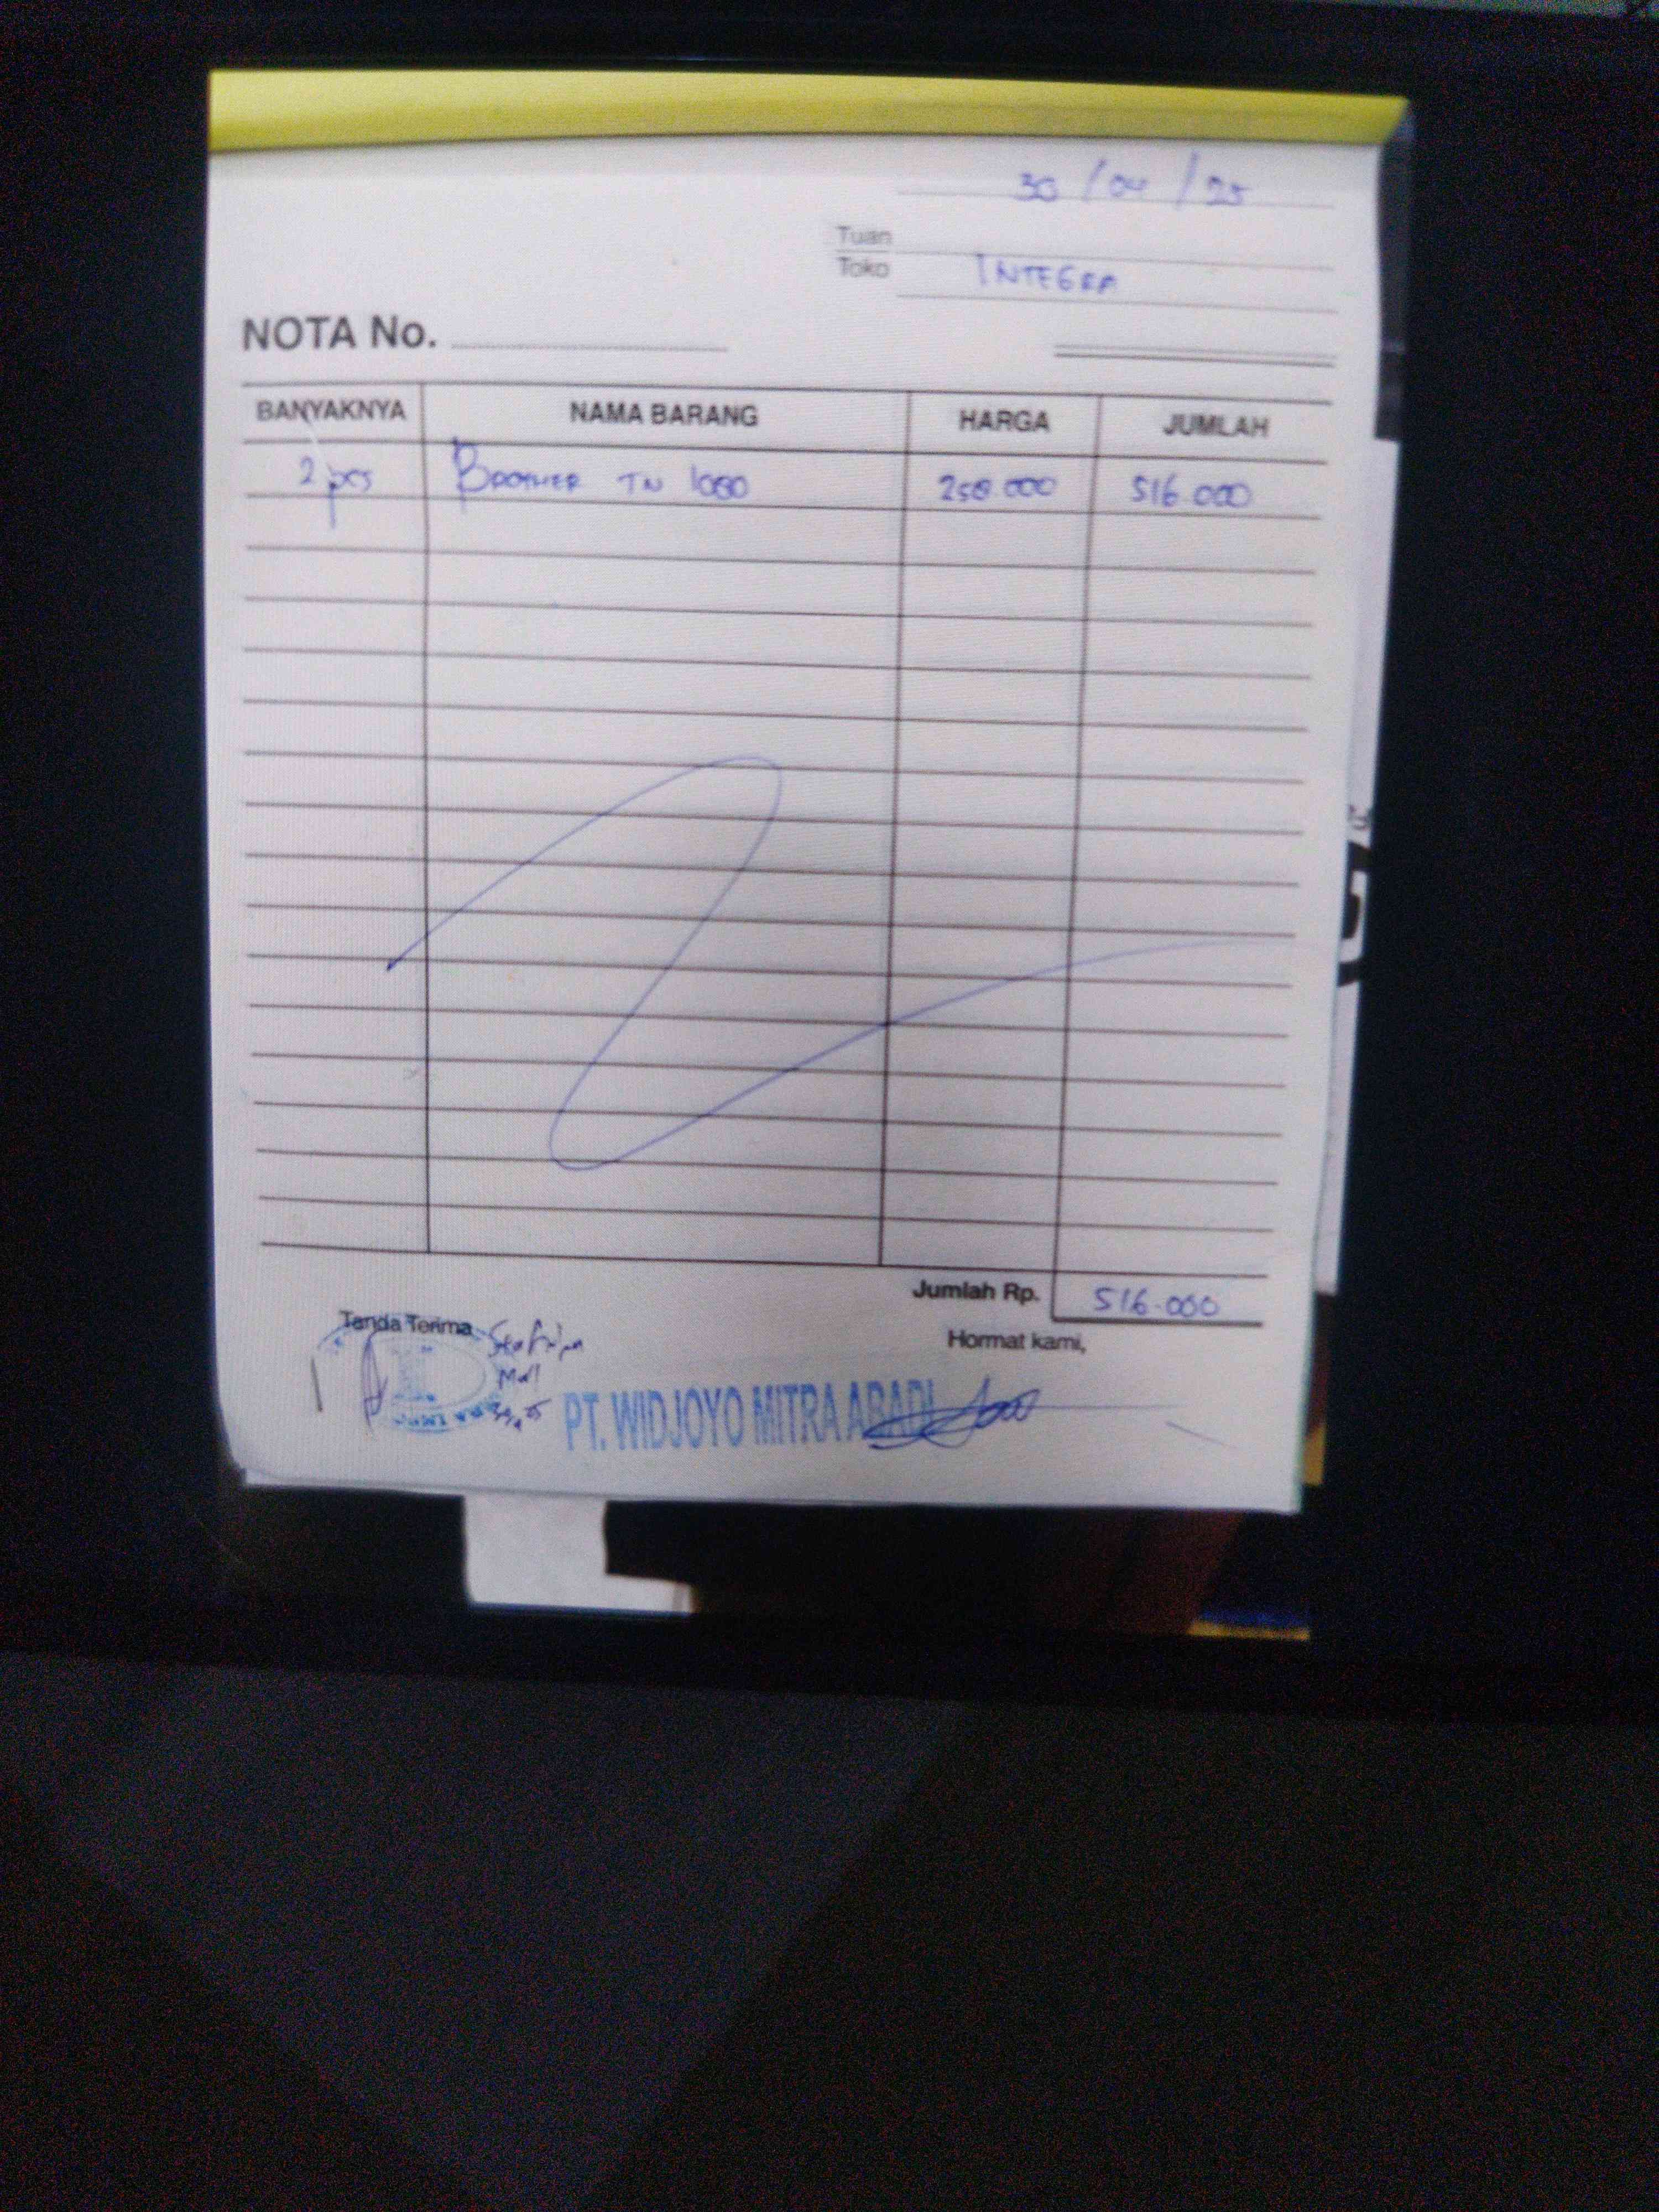 30 / 04 / 25
Tuan
Toko INTEGRA
NOTA No.
BANYAKNYA NAMA BARANG HARGA JUMLAH
2 pcs BROTHER TN 1080 258.000 516.000
Jumlah Rp. 516.000
Tanda Terima
Hormat kami,
PT. WIDJOYO MITRA ABADI